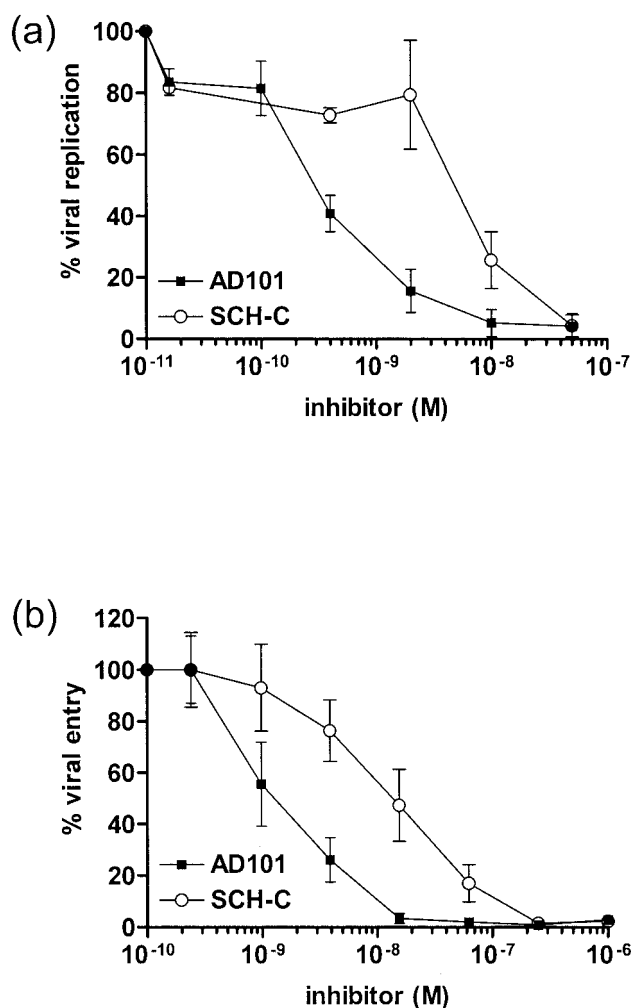 (a)
% viral replication
100
80
60
40
20
0
AD101
SCH-C
10⁻¹¹ 10⁻¹⁰ 10⁻⁹ 10⁻⁸ 10⁻⁷
inhibitor (M)
(b)
% viral entry
120
100
80
60
40
20
0
AD101
SCH-C
10⁻¹⁰ 10⁻⁹ 10⁻⁸ 10⁻⁷ 10⁻⁶
inhibitor (M)